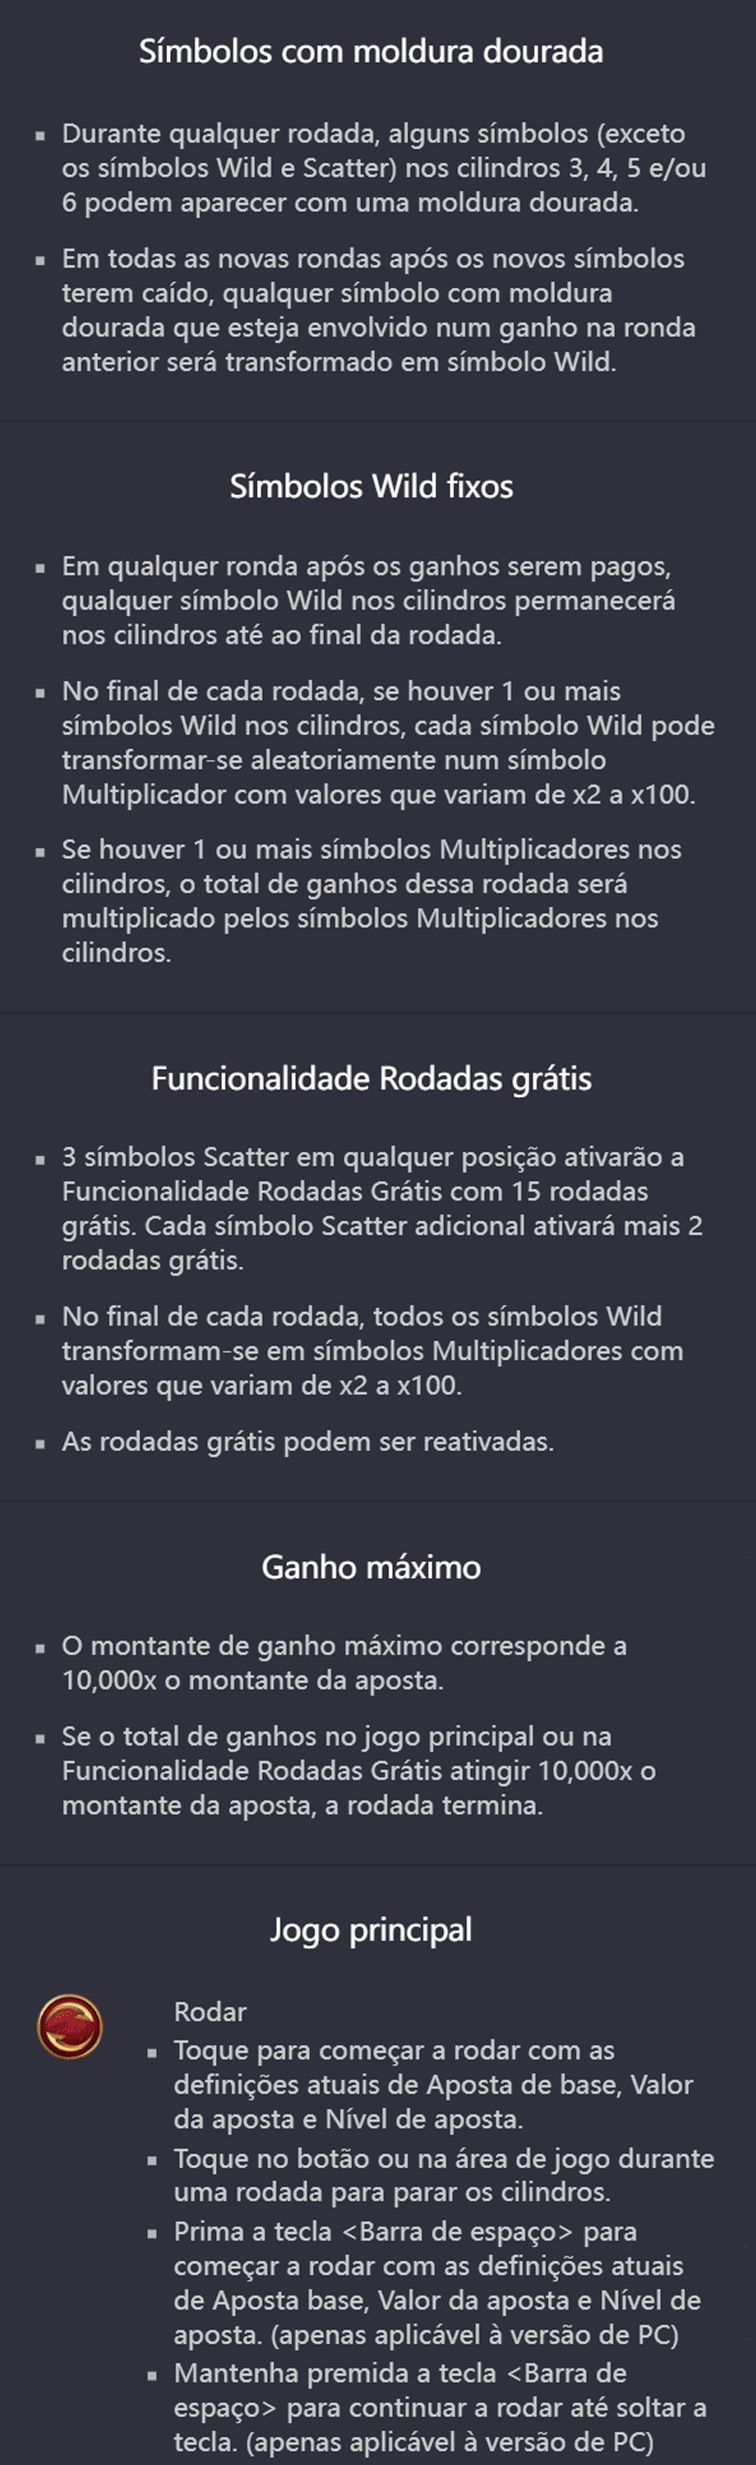 Símbolos com moldura dourada
▪ Durante qualquer rodada, alguns símbolos (exceto
os símbolos Wild e Scatter) nos cilindros 3, 4, 5 e/ou
6 podem aparecer com uma moldura dourada.
▪ Em todas as novas rondas após os novos símbolos
terem caído, qualquer símbolo com moldura
dourada que esteja envolvido num ganho na ronda
anterior será transformado em símbolo Wild.
Símbolos Wild fixos
▪ Em qualquer ronda após os ganhos serem pagos,
qualquer símbolo Wild nos cilindros permanecerá
nos cilindros até ao final da rodada.
▪ No final de cada rodada, se houver 1 ou mais
símbolos Wild nos cilindros, cada símbolo Wild pode
transformar-se aleatoriamente num símbolo
Multiplicador com valores que variam de x2 a x100.
▪ Se houver 1 ou mais símbolos Multiplicadores nos
cilindros, o total de ganhos dessa rodada será
multiplicado pelos símbolos Multiplicadores nos
cilindros.
Funcionalidade Rodadas grátis
▪ 3 símbolos Scatter em qualquer posição ativarão a
Funcionalidade Rodadas Grátis com 15 rodadas
grátis. Cada símbolo Scatter adicional ativará mais 2
rodadas grátis.
▪ No final de cada rodada, todos os símbolos Wild
transformam-se em símbolos Multiplicadores com
valores que variam de x2 a x100.
▪ As rodadas grátis podem ser reativadas.
Ganho máximo
▪ O montante de ganho máximo corresponde a
10,000x o montante da aposta.
▪ Se o total de ganhos no jogo principal ou na
Funcionalidade Rodadas Grátis atingir 10,000x o
montante da aposta, a rodada termina.
Jogo principal
Rodar
▪ Toque para começar a rodar com as
definições atuais de Aposta de base, Valor
da aposta e Nível de aposta.
▪ Toque no botão ou na área de jogo durante
uma rodada para parar os cilindros.
▪ Prima a tecla <Barra de espaço> para
começar a rodar com as definições atuais
de Aposta base, Valor da aposta e Nível de
aposta. (apenas aplicável à versão de PC)
▪ Mantenha premida a tecla <Barra de
espaço> para continuar a rodar até soltar a
tecla. (apenas aplicável à versão de PC)